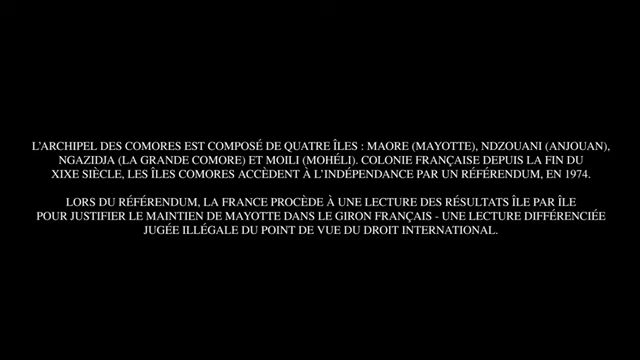 L'ARCHIPEL DES COMORES EST COMPOSÉ DE QUATRE ÎLES : MAORE (MAYOTTE), NDZOUANI (ANJOUAN),
NGAZIDJA (LA GRANDE COMORE) ET MOILI (MOHÉLI). COLONIE FRANÇAISE DEPUIS LA FIN DU
XIXE SIÈCLE, LES ÎLES COMORES ACCÈDENT À L'INDÉPENDANCE PAR UN RÉFÉRENDUM, EN 1974.
LORS DU RÉFÉRENDUM, LA FRANCE PROCÈDE À UNE LECTURE DES RÉSULTATS ÎLE PAR ÎLE
POUR JUSTIFIER LE MAINTIEN DE MAYOTTE DANS LE GIRON FRANÇAIS - UNE LECTURE DIFFÉRENCIÉE
JUGÉE ILLÉGALE DU POINT DE VUE DU DROIT INTERNATIONAL.